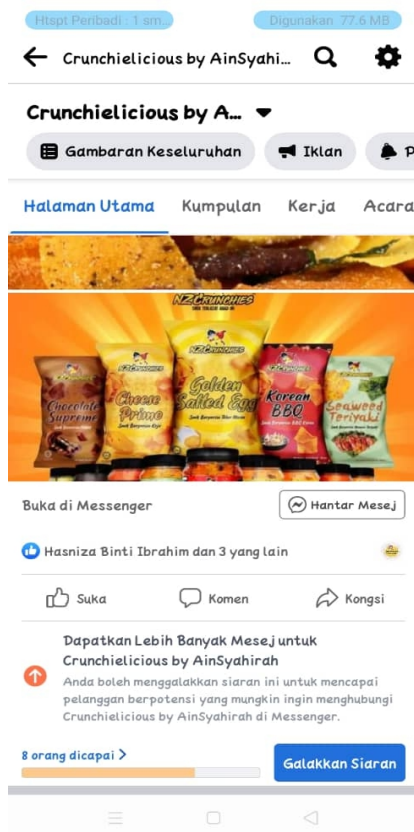 Htspt Peribadi : 1 sm...
Digunakan 77.6 MB
Crunchielicious by AinSyahi...
Crunchielicious by A...
Gambaran Keseluruhan
Iklan
P
Halaman Utama
Kumpulan
Kerja
Acara
NZCRUNCHIES
NZCRUNCHIES
Chocolate
Supreme
Cheese
Prime
Golden
Salted Egg
Korean
BBQ
Seaweed
Teriyaki
Buka di Messenger
Hantar Mesej
Hasniza Binti Ibrahim dan 3 yang lain
Suka
Komen
Kongsi
Dapatkan Lebih Banyak Mesej untuk
Crunchielicious by AinSyahirah
Anda boleh menggalakkan siaran ini untuk mencapai
pelanggan berpotensi yang mungkin ingin menghubungi
Crunchielicious by AinSyahirah di Messenger.
8 orang dicapai
Galakkan Siaran